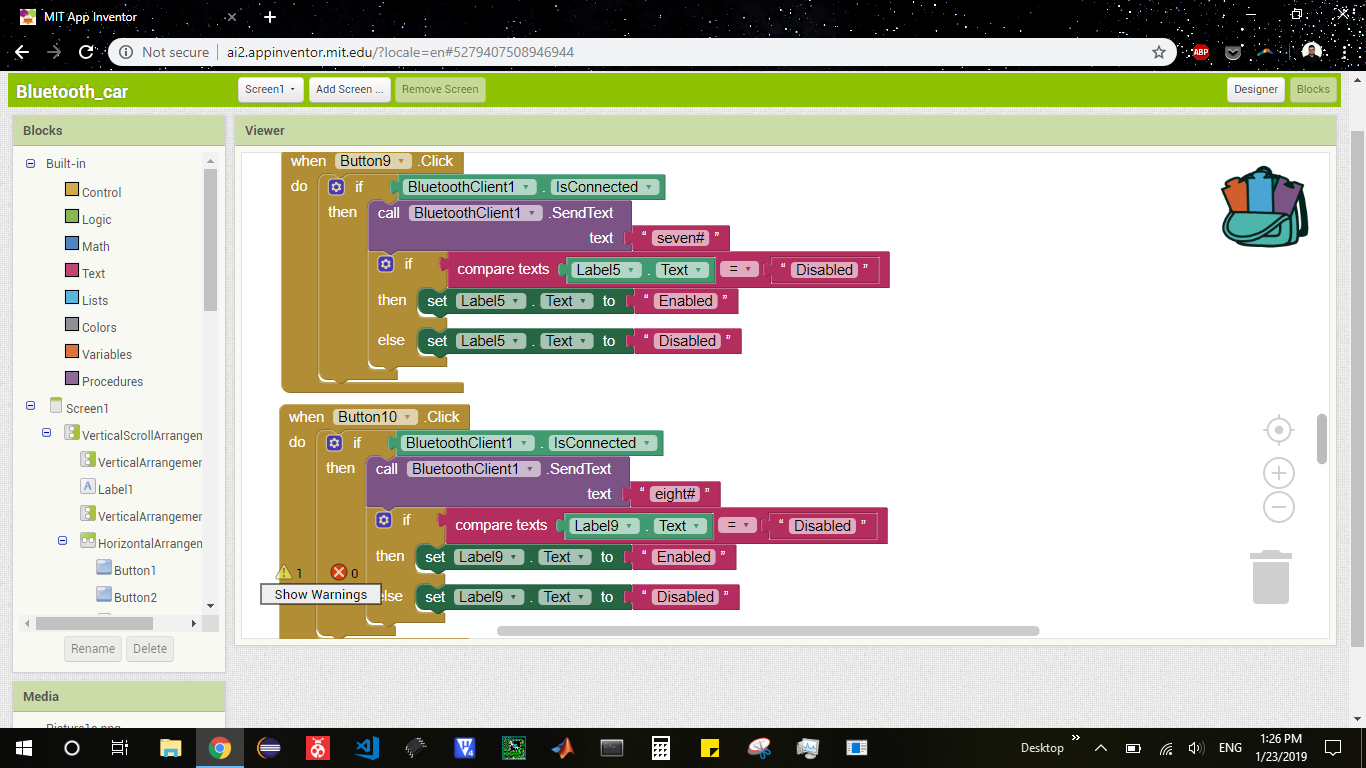 MIT App Inventor
Not secure | ai2.appinventor.mit.edu/?locale=en#5279407508946944
ABP
Bluetooth_car
Screen1
Add Screen ...
Remove Screen
Designer
Blocks
Blocks
Built-in
Control
Logic
Math
Text
Lists
Colors
Variables
Procedures
Screen1
VerticalScrollArrangem
VerticalArrangemer
Label1
VerticalArrangemer
HorizontalArrangen
Button1
Button2
Rename
Delete
Media
Viewer
when Button9 .Click
do if BluetoothClient1 . IsConnected
then call BluetoothClient1 .SendText
text “ seven# ”
if compare texts Label5 . Text = “ Disabled ”
then set Label5 . Text to “ Enabled ”
else set Label5 . Text to “ Disabled ”
when Button10 .Click
do if BluetoothClient1 . IsConnected
then call BluetoothClient1 .SendText
text “ eight# ”
if compare texts Label9 . Text = “ Disabled ”
then set Label9 . Text to “ Enabled ”
else set Label9 . Text to “ Disabled ”
1 0
Show Warnings
Desktop
ENG
1:26 PM
1/23/2019